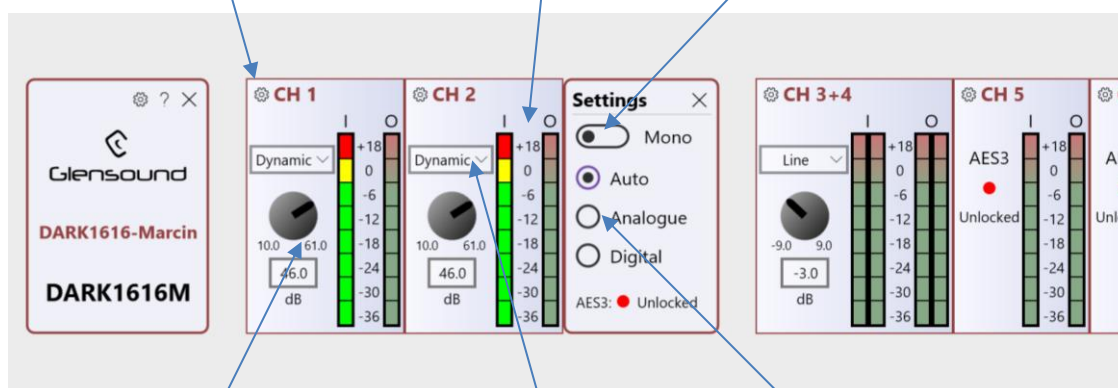 ? ×
Glensound
DARK1616-Marcin
DARK1616M
CH 1
I O
Dynamic
+18
0
-6
-12
-18
-24
-30
-36
10.0 61.0
46.0
dB
CH 2
I O
Dynamic
+18
0
-6
-12
-18
-24
-30
-36
10.0 61.0
46.0
dB
Settings ×
Mono
Auto
Analogue
Digital
AES3: Unlocked
CH 3+4
I O
Line
+18
0
-6
-12
-18
-24
-30
-36
-9.0 9.0
-3.0
dB
CH 5
I O
AES3
Unlocked
+18
0
-6
-12
-18
-24
-30
-36